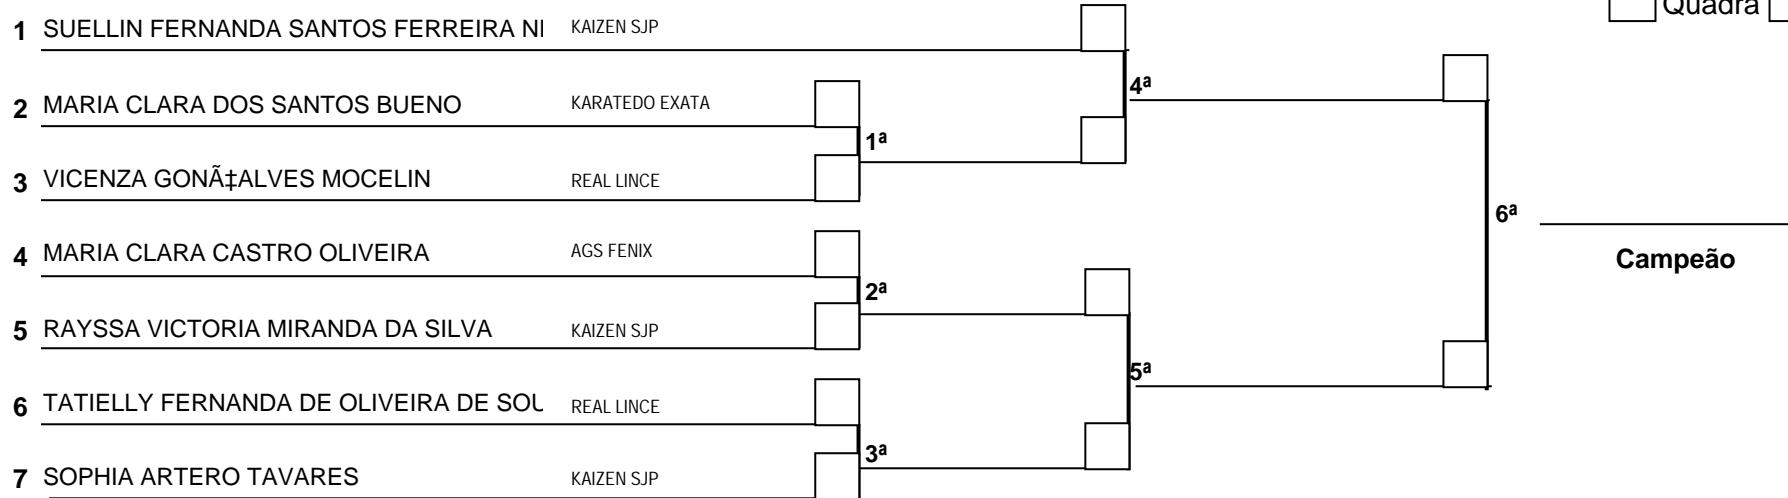 Quadra
1 SUELLIN FERNANDA SANTOS FERREIRA KAIZEN SJP
4ª
2 MARIA CLARA DOS SANTOS BUENO KARATEDO EXATA
1ª
3 VICENZA GONÃ‡ALVES MOCELIN REAL LINCE
6ª
4 MARIA CLARA CASTRO OLIVEIRA AGS FENIX
Campeão
2ª
5 RAYSSA VICTORIA MIRANDA DA SILVA KAIZEN SJP
5ª
6 TATIELLY FERNANDA DE OLIVEIRA DE REAL LINCE
3ª
7 SOPHIA ARTERO TAVARES KAIZEN SJP